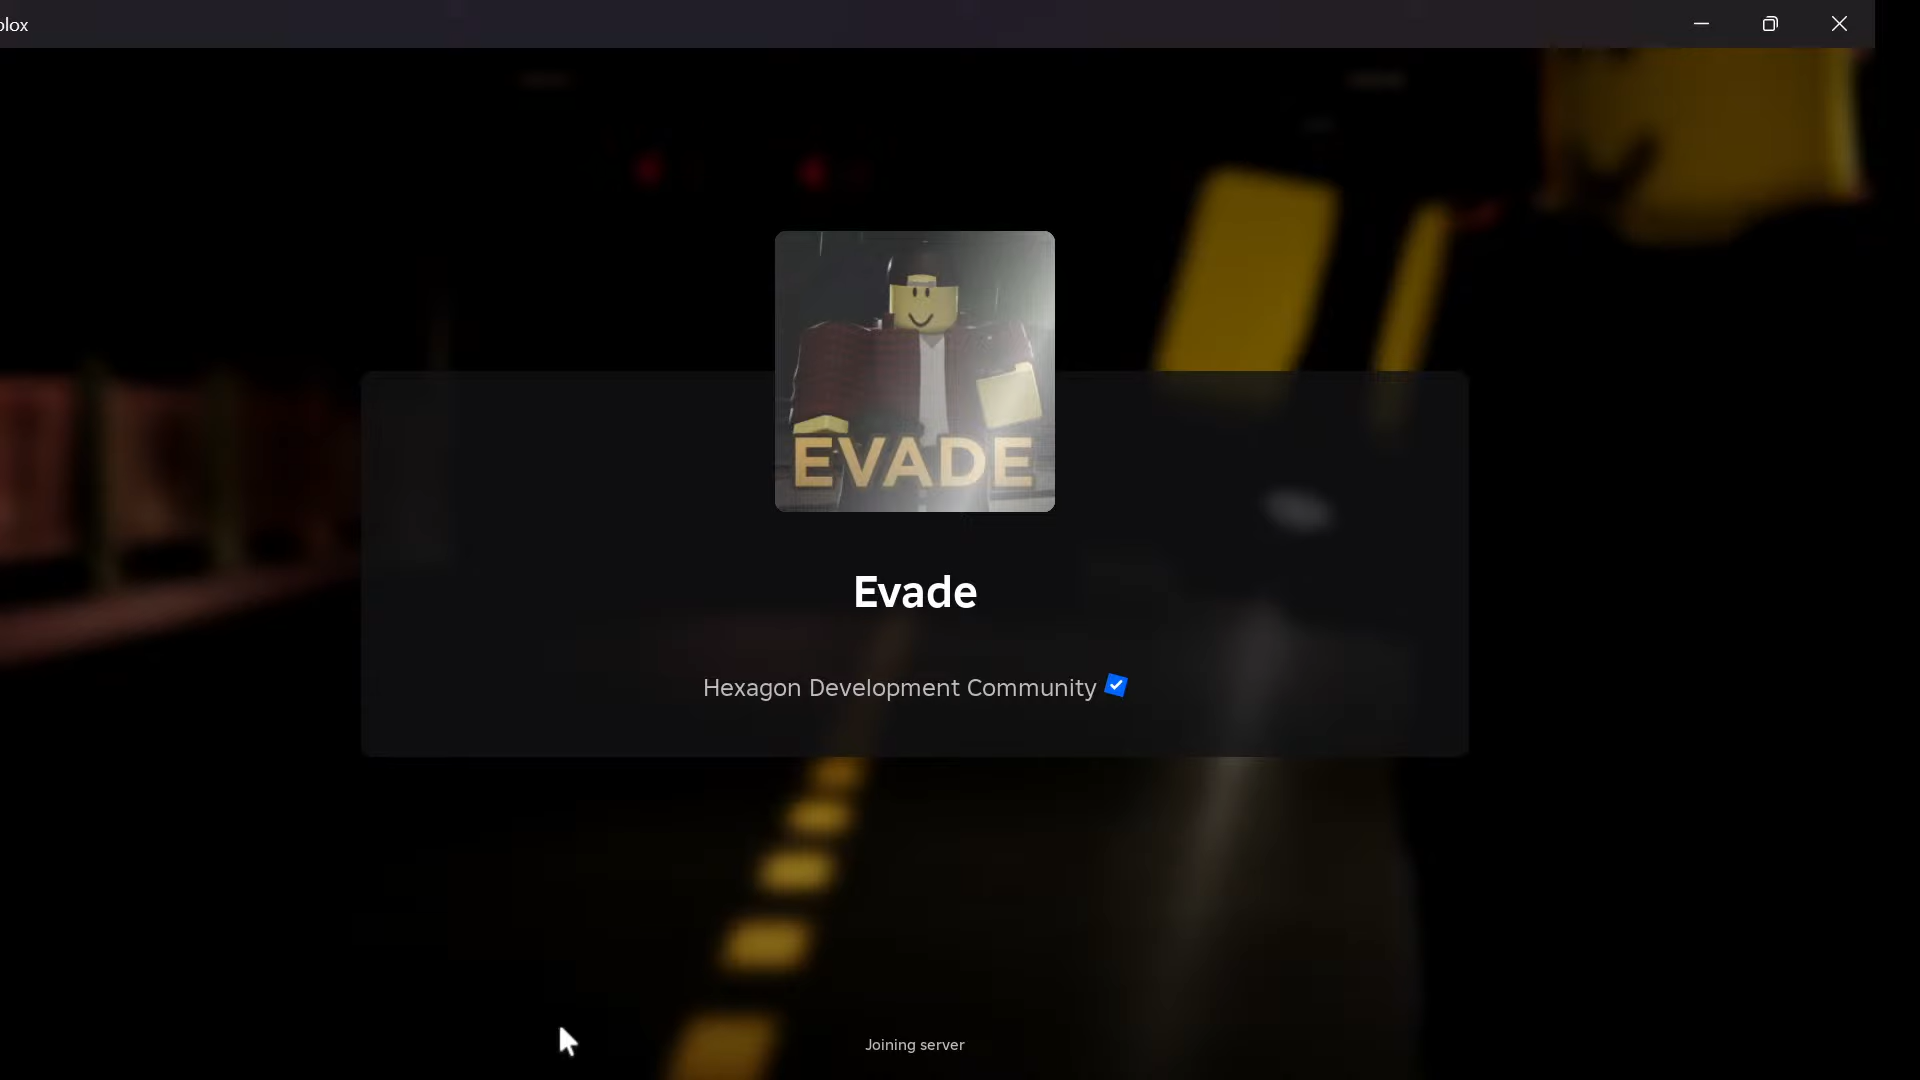 blox
EVADE
Evade
Hexagon Development Community
Joining server